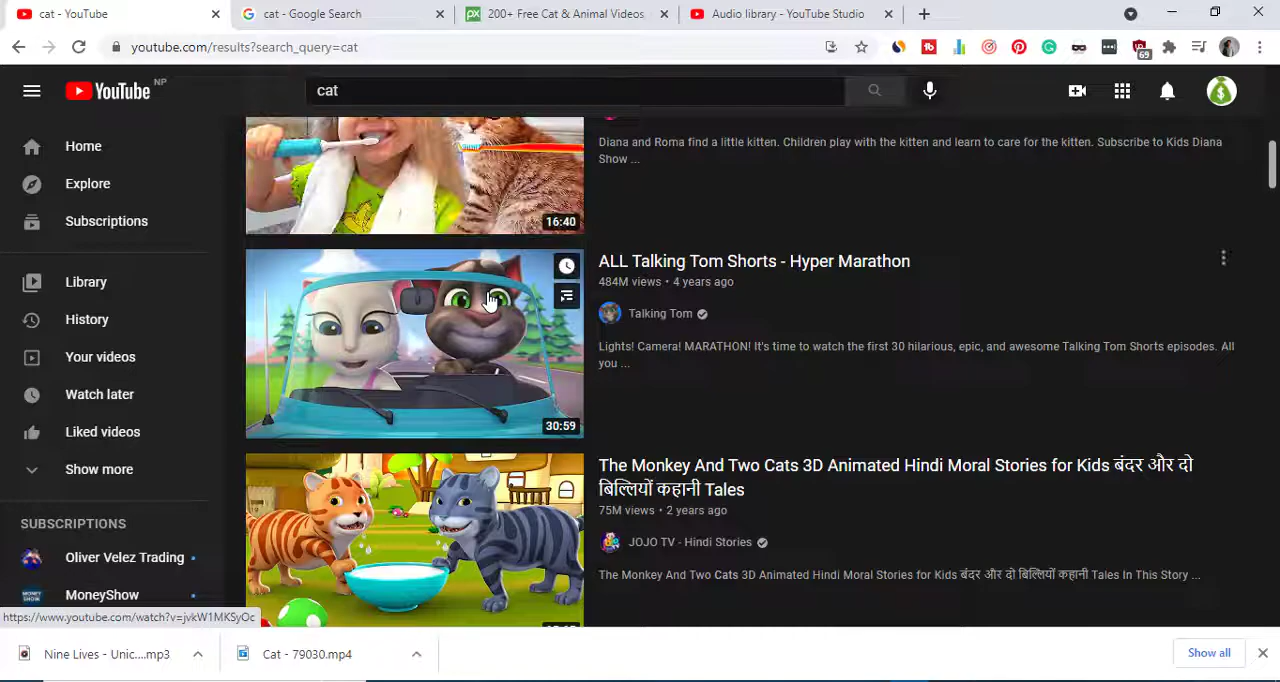 cat - YouTube
cat - Google Search
200+ Free Cat & Animal Videos
Audio library - YouTube Studio
youtube.com/results?search_query=cat
69
YouTube NP
cat
Home
Explore
Subscriptions
Library
History
Your videos
Watch later
Liked videos
Show more
SUBSCRIPTIONS
Oliver Velez Trading
MoneyShow
Diana and Roma find a little kitten. Children play with the kitten and learn to care for the kitten. Subscribe to Kids Diana
Show ...
16:40
ALL Talking Tom Shorts - Hyper Marathon
484M views • 4 years ago
Talking Tom
Lights! Camera! MARATHON! It's time to watch the first 30 hilarious, epic, and awesome Talking Tom Shorts episodes. All
you ...
30:59
The Monkey And Two Cats 3D Animated Hindi Moral Stories for Kids बंदर और दो
बिल्लियों कहानी Tales
75M views • 2 years ago
JOJO TV - Hindi Stories
The Monkey And Two Cats 3D Animated Hindi Moral Stories for Kids बंदर और दो बिल्लियों कहानी Tales In This Story ...
https://www.youtube.com/watch?v=jvkW1MKSyOc
Nine Lives - Unic....mp3
Cat - 79030.mp4
Show all